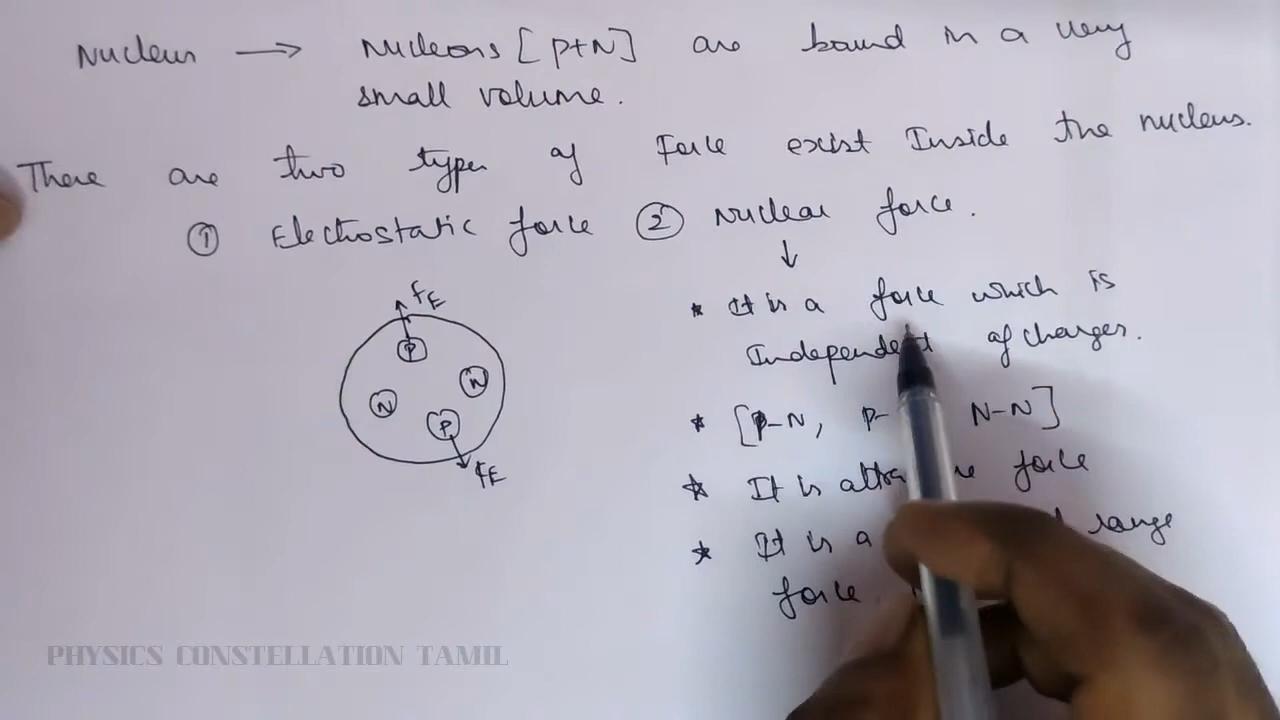 Nucleus → Nucleons [P+N] are bound in a very
small volume.
There are two type of Force exist Inside the nucleus.
① Electrostatic force ② Nuclear force.
↓
* It is a force which is
Independent of charges.
* [P-N, P- N-N]
* It is force
* It is a range
force
FE
P
N
N
P
FE
PHYSICS CONSTELLATION TAMIL